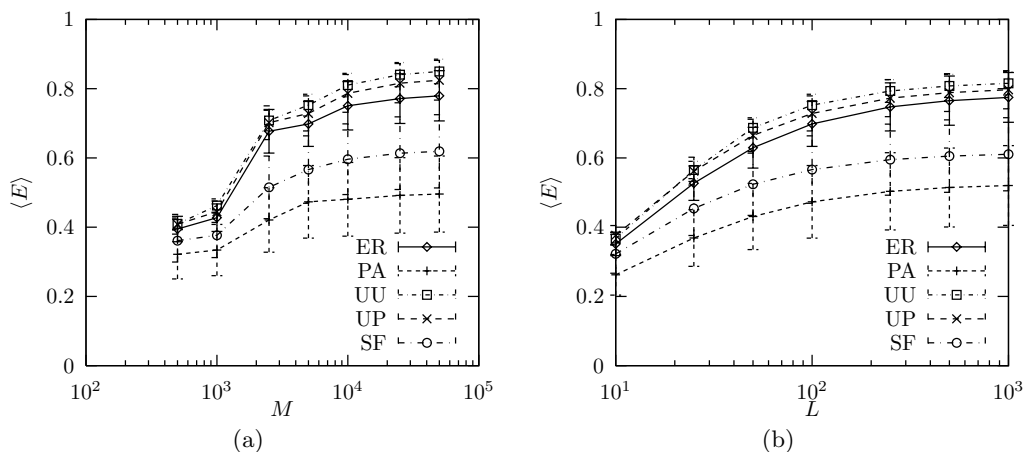 1
0.8
0.6
0.4
0.2
0
⟨E⟩
10² 10³ 10⁴ 10⁵
M
ER
PA
UU
UP
SF
(a)
1
0.8
0.6
0.4
0.2
0
⟨E⟩
10¹ 10² 10³
L
ER
PA
UU
UP
SF
(b)